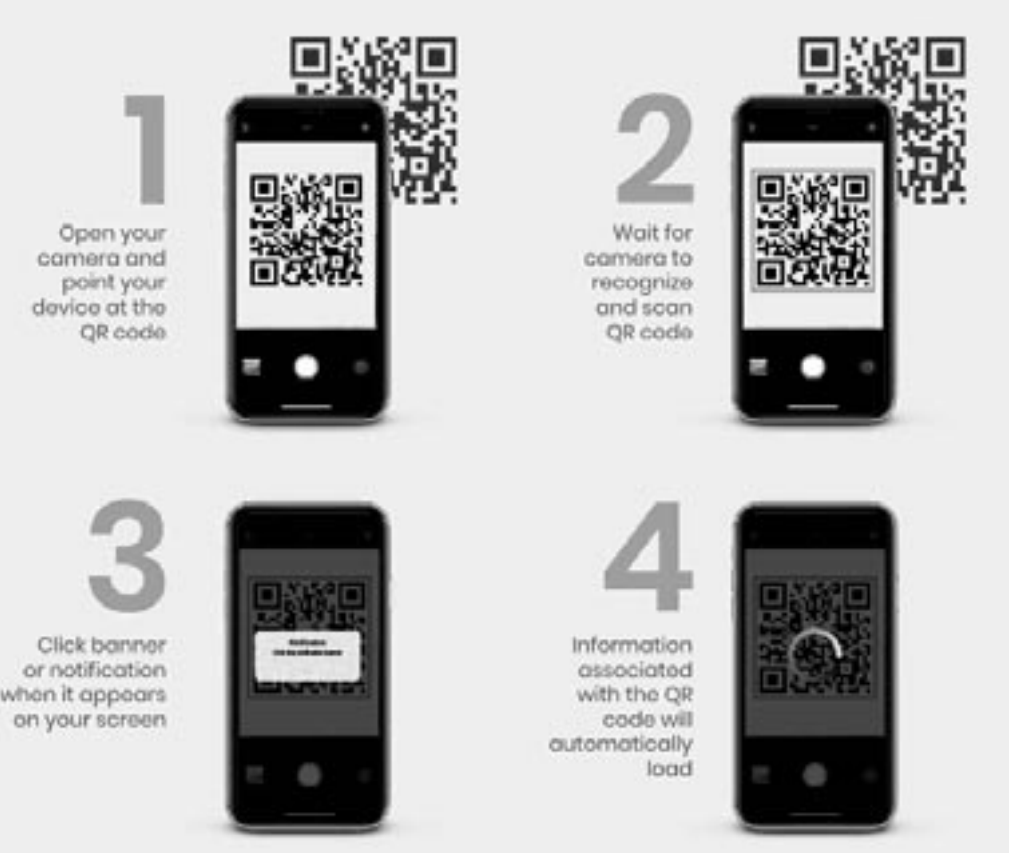 1
Open your
camera and
point your
device at the
QR code
2
Wait for
camera to
recognize
and scan
QR code
3
Click banner
or notification
when it appears
on your screen
4
Information
associated
with the QR
code will
automatically
load